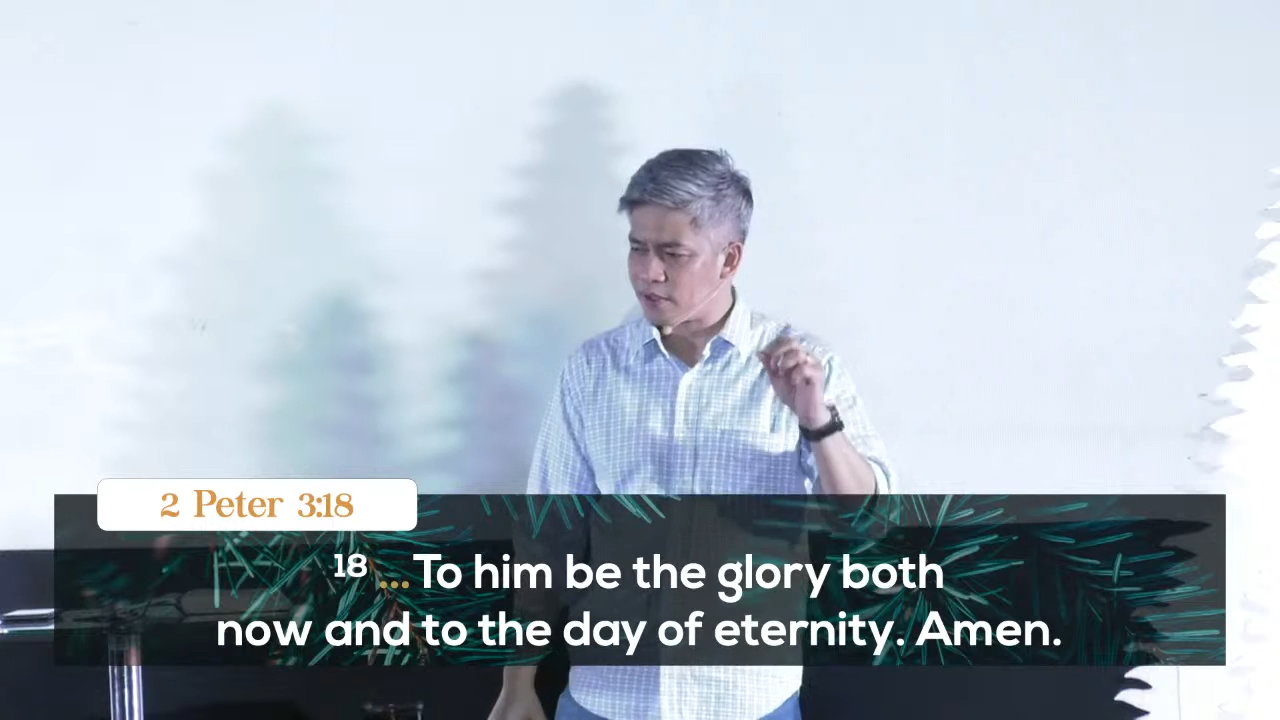 2 Peter 3:18
18 ...To him be the glory both
now and to the day of eternity. Amen.